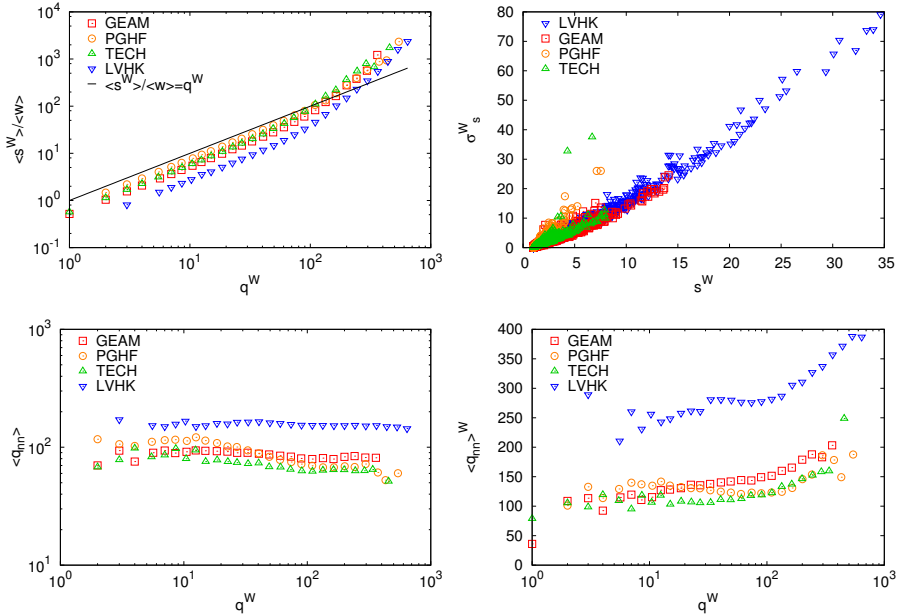 GEAM
PGHF
TECH
LVHK
<s^W>/<w>=q^W
<s^W>/<w>
10^4
10^3
10^2
10^1
10^0
10^-1
10^0 10^1 10^2 10^3
q^W
LVHK
GEAM
PGHF
TECH
σ^W_s
80
70
60
50
40
30
20
10
0
5 10 15 20 25 30 35
s^W
GEAM
PGHF
TECH
LVHK
<q_nn>
10^3
10^2
10^1
10^0 10^1 10^2 10^3
q^W
GEAM
PGHF
TECH
LVHK
<q_nn>^W
400
350
300
250
200
150
100
50
0
10^0 10^1 10^2 10^3
q^W